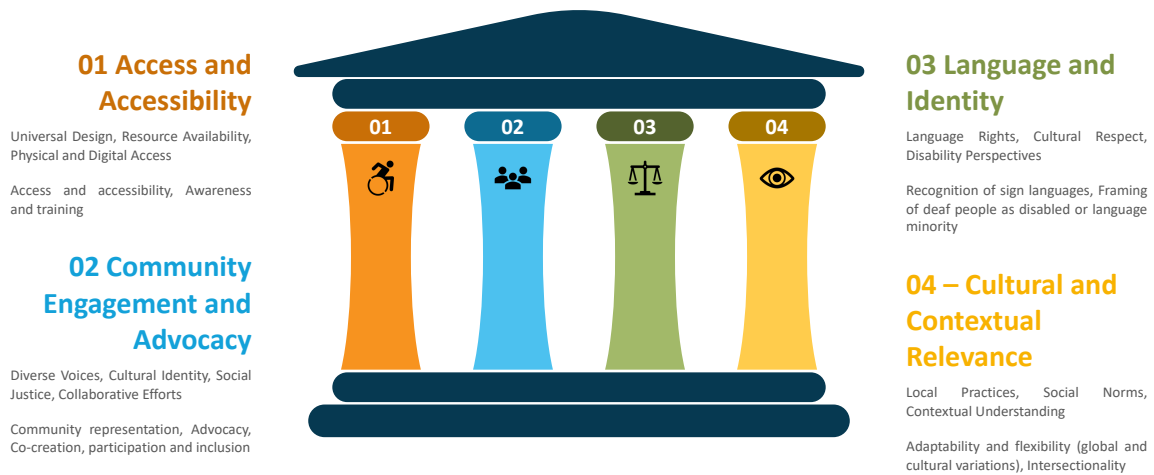 01 Access and
Accessibility
Universal Design, Resource Availability,
Physical and Digital Access
Access and accessibility, Awareness
and training
02 Community
Engagement and
Advocacy
Diverse Voices, Cultural Identity, Social
Justice, Collaborative Efforts
Community representation, Advocacy,
Co-creation, participation and inclusion
01
02
03
04
03 Language and
Identity
Language Rights, Cultural Respect,
Disability Perspectives
Recognition of sign languages, Framing
of deaf people as disabled or language
minority
04 – Cultural and
Contextual
Relevance
Local Practices, Social Norms,
Contextual Understanding
Adaptability and flexibility (global and
cultural variations), Intersectionality